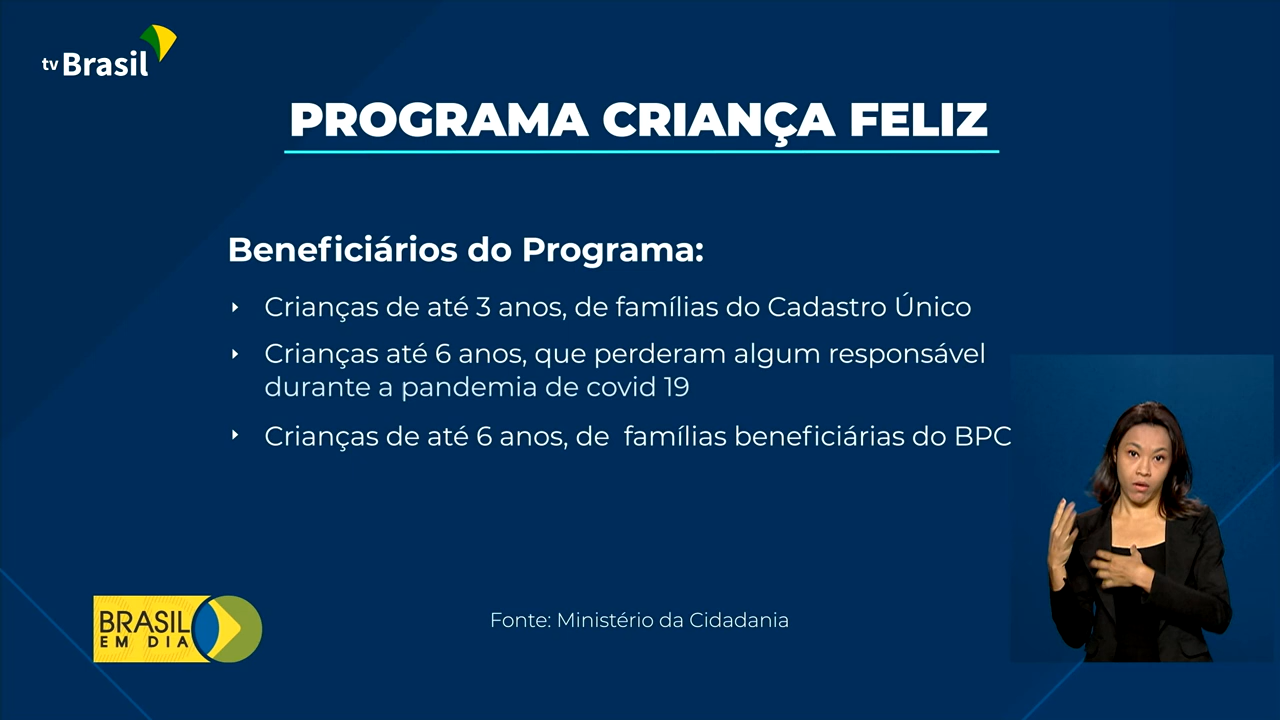 tv Brasil
PROGRAMA CRIANÇA FELIZ
Beneficiários do Programa:
Crianças de até 3 anos, de famílias do Cadastro Único
Crianças até 6 anos, que perderam algum responsável
durante a pandemia de covid 19
Crianças de até 6 anos, de famílias beneficiárias do BPC
BRASIL
EM DIA
Fonte: Ministério da Cidadania